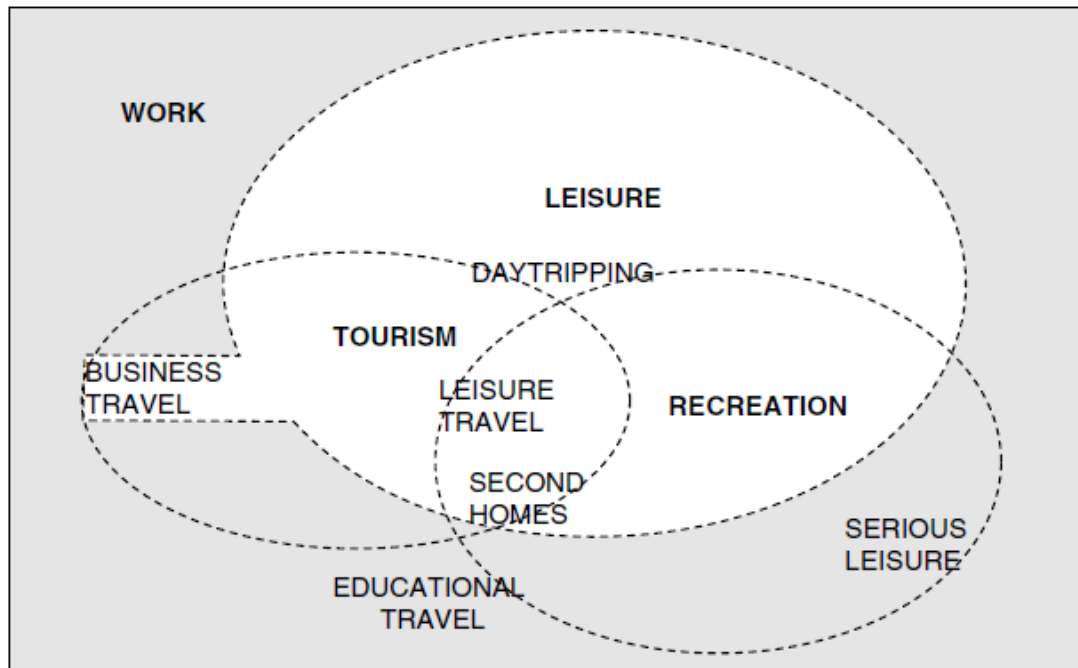 WORK
LEISURE
DAYTRIPPING
TOURISM
BUSINESS
TRAVEL
LEISURE
TRAVEL
RECREATION
SECOND
HOMES
SERIOUS
LEISURE
EDUCATIONAL
TRAVEL